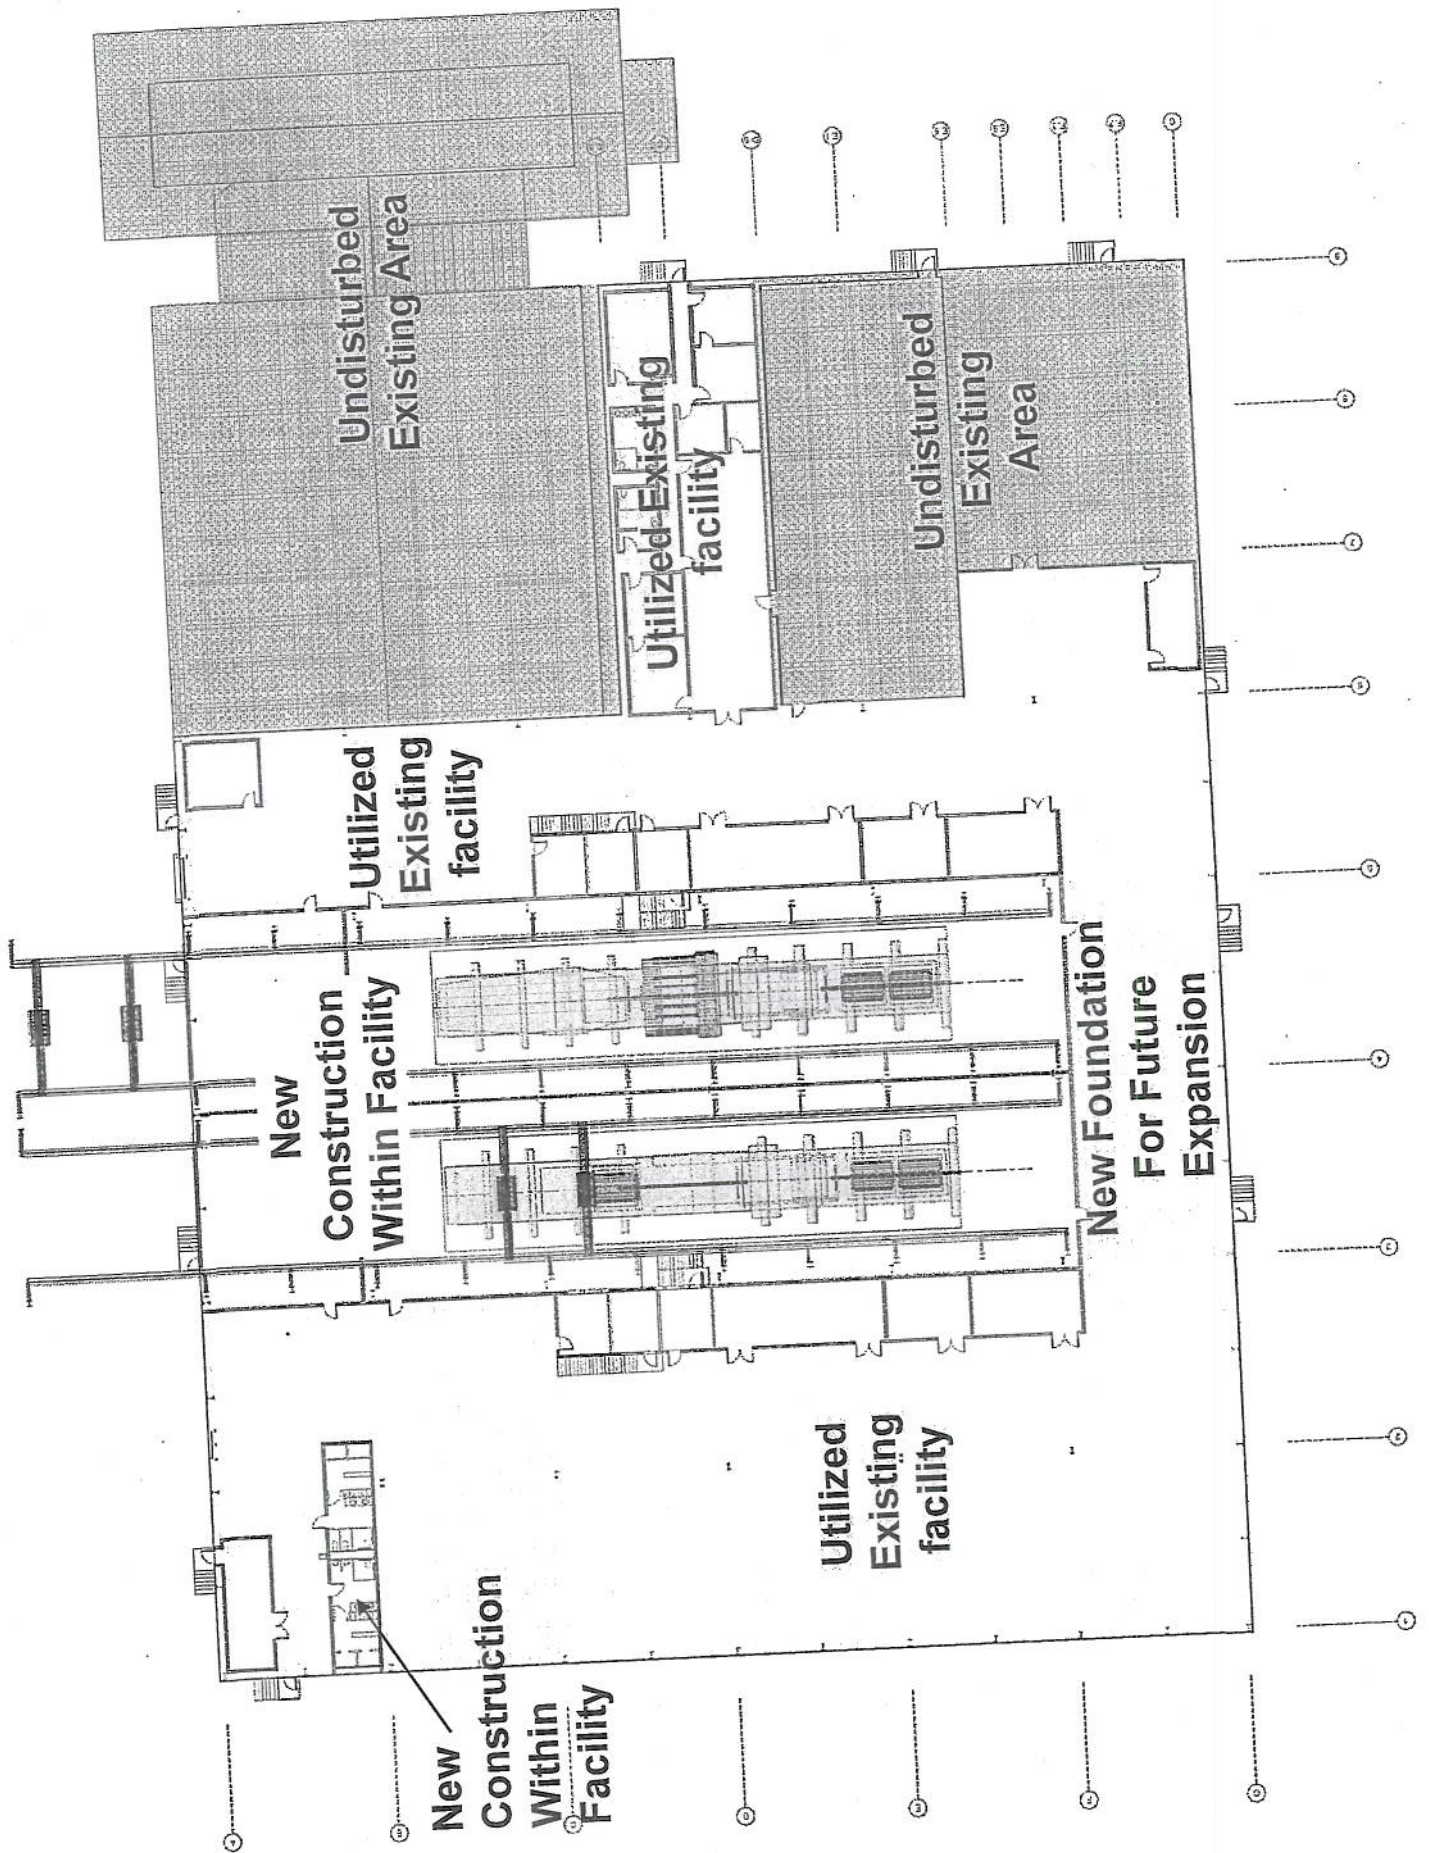 Undisturbed
Existing Area
Utilized Existing
facility
Undisturbed
Existing
Area
Utilized
Existing
facility
New
Construction
Within Facility
New Foundation
For Future
Expansion
Utilized
Existing
facility
New
Construction
Within
Facility